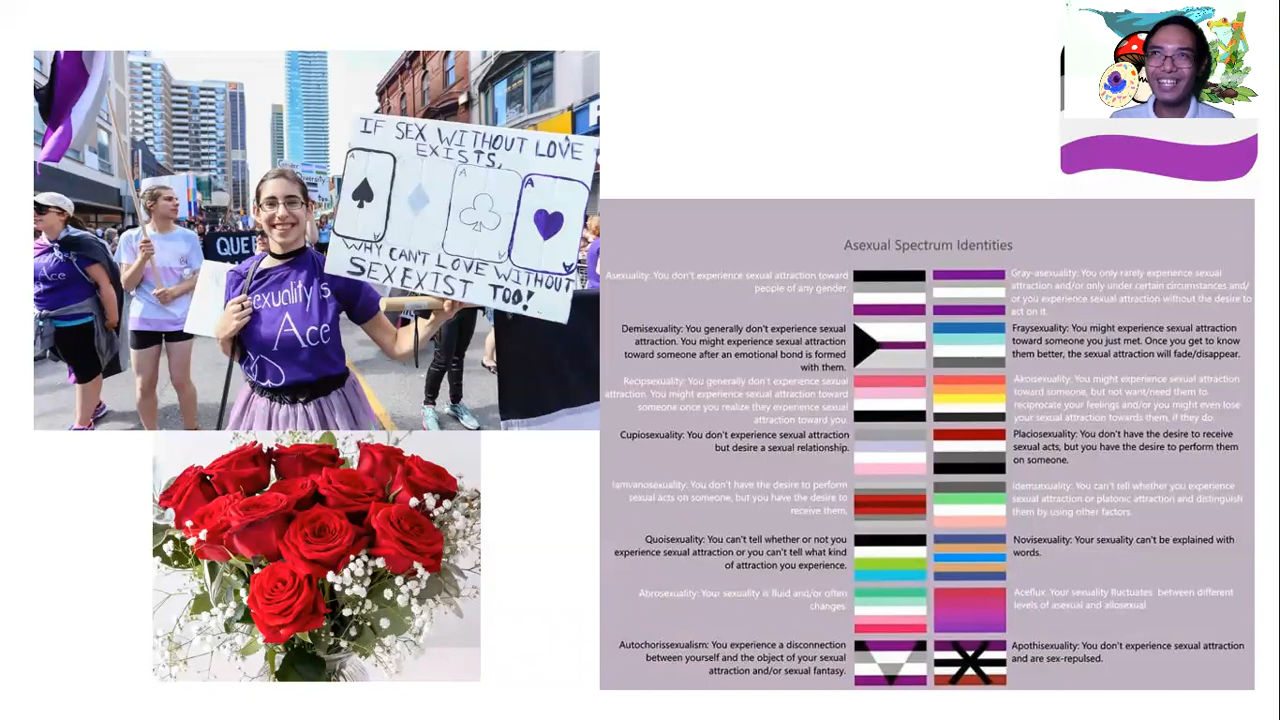 IF SEX WITHOUT LOVE
EXISTS,
A
A
A
WHY CAN'T LOVE WITHOUT
SEX EXIST TOO!
QUE
sexuality is
Ace
Ace
Asexual Spectrum Identities
Asexuality: You don't experience sexual attraction toward
people of any gender.
Gray-asexuality: You only rarely experience sexual
attraction and/or only under certain circumstances and/
or you experience sexual attraction without the desire to
act on it.
Demisexuality: You generally don't experience sexual
attraction. You might experience sexual attraction
toward someone after an emotional bond is formed
with them.
Fraysexuality: You might experience sexual attraction
toward someone you just met. Once you get to know
them better, the sexual attraction will fade/disappear.
Recipsexuality: You generally don't experience sexual
attraction. You might experience sexual attraction toward
someone once you realize they experience sexual
attraction toward you.
Akoisexuality: You might experience sexual attraction
toward someone, but not want/need them to
reciprocate your feelings and/or you might even lose
your sexual attraction towards them, if they do.
Cupiosexuality: You don't experience sexual attraction
but desire a sexual relationship.
Placiosexuality: You don't have the desire to receive
sexual acts, but you have the desire to perform them
on someone.
Iamvanosexuality: You don't have the desire to perform
sexual acts on someone, but you have the desire to
receive them.
Idemsexuality: You can't tell whether you experience
sexual attraction or platonic attraction and distinguish
them by using other factors.
Quoisexuality: You can't tell whether or not you
experience sexual attraction or you can't tell what kind
of attraction you experience.
Novisexuality: Your sexuality can't be explained with
words.
Abrosexuality: Your sexuality is fluid and/or often
changes.
Aceflux: Your sexuality fluctuates between different
levels of asexual and allosexual
Autochorissexualism: You experience a disconnection
between yourself and the object of your sexual
attraction and/or sexual fantasy.
Apothisexuality: You don't experience sexual attraction
and are sex-repulsed.